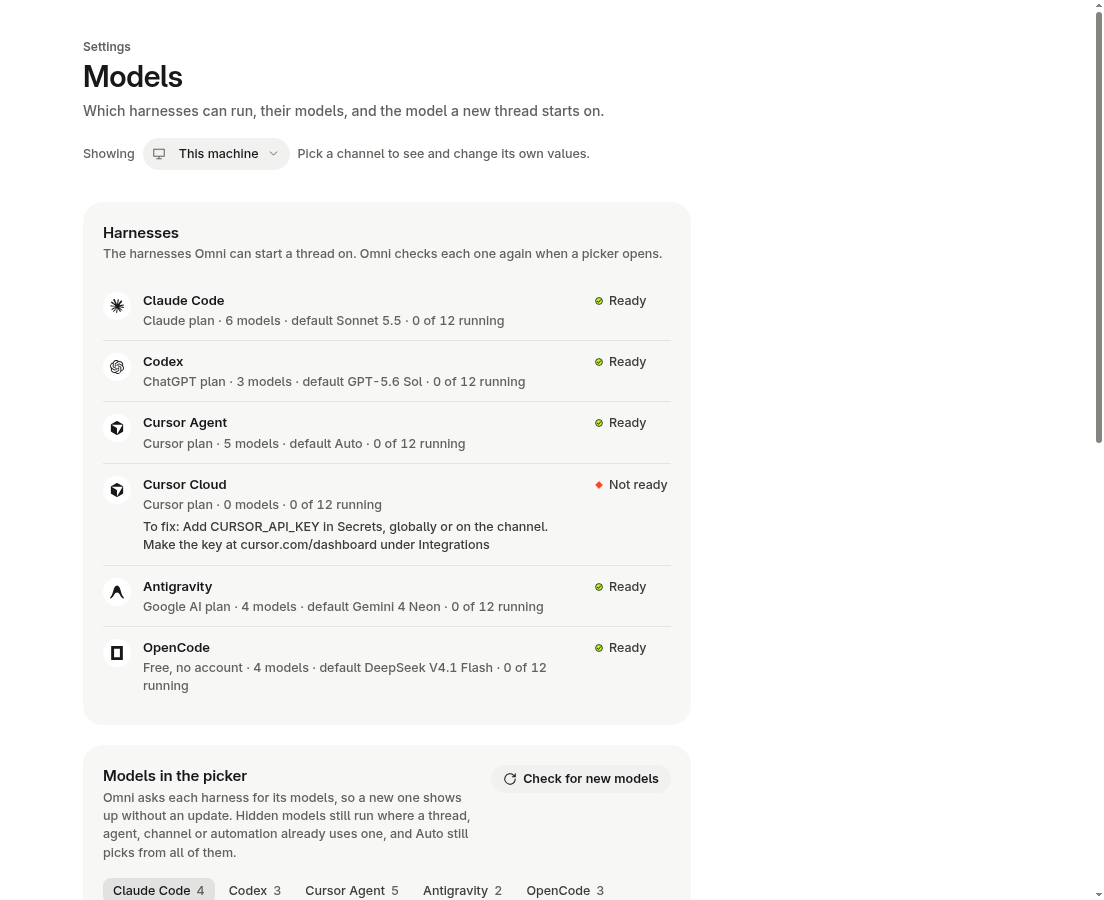 Settings
Models
Which harnesses can run, their models, and the model a new thread starts on.
Showing This machine Pick a channel to see and change its own values.
Harnesses
The harnesses Omni can start a thread on. Omni checks each one again when a picker opens.
Claude Code Ready
Claude plan · 6 models · default Sonnet 5.5 · 0 of 12 running
Codex Ready
ChatGPT plan · 3 models · default GPT-5.6 Sol · 0 of 12 running
Cursor Agent Ready
Cursor plan · 5 models · default Auto · 0 of 12 running
Cursor Cloud Not ready
Cursor plan · 0 models · 0 of 12 running
To fix: Add CURSOR_API_KEY in Secrets, globally or on the channel.
Make the key at cursor.com/dashboard under Integrations
Antigravity Ready
Google AI plan · 4 models · default Gemini 4 Neon · 0 of 12 running
OpenCode Ready
Free, no account · 4 models · default DeepSeek V4.1 Flash · 0 of 12
running
Models in the picker Check for new models
Omni asks each harness for its models, so a new one shows
up without an update. Hidden models still run where a thread,
agent, channel or automation already uses one, and Auto still
picks from all of them.
Claude Code 4 Codex 3 Cursor Agent 5 Antigravity 2 OpenCode 3